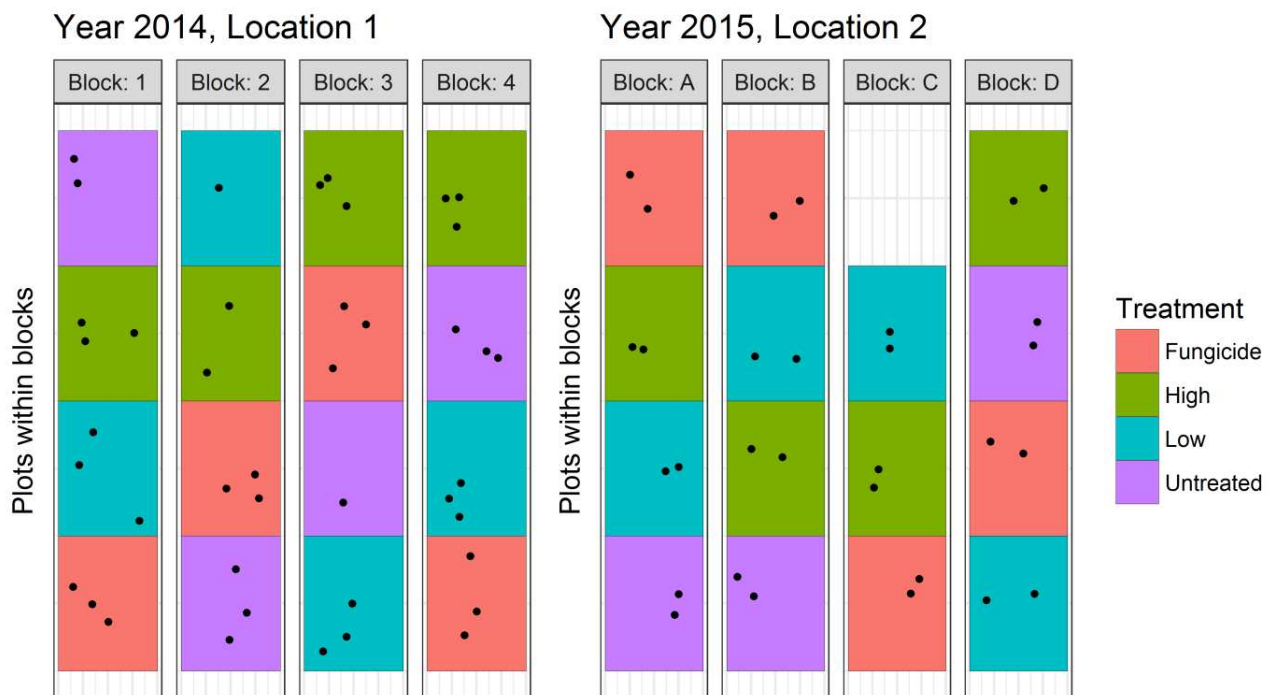 Year 2014, Location 1
Block: 1 Block: 2 Block: 3 Block: 4
Plots within blocks
Year 2015, Location 2
Block: A Block: B Block: C Block: D
Plots within blocks
Treatment
Fungicide
High
Low
Untreated